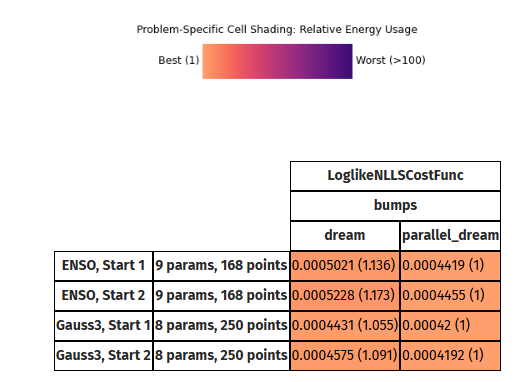 Problem-Specific Cell Shading: Relative Energy Usage
Best (1) Worst (>100)
LoglikeNLLSCostFunc
bumps
dream parallel_dream
ENSO, Start 1 9 params, 168 points 0.0005021 (1.136) 0.0004419 (1)
ENSO, Start 2 9 params, 168 points 0.0005228 (1.173) 0.0004455 (1)
Gauss3, Start 1 8 params, 250 points 0.0004431 (1.055) 0.00042 (1)
Gauss3, Start 2 8 params, 250 points 0.0004575 (1.091) 0.0004192 (1)